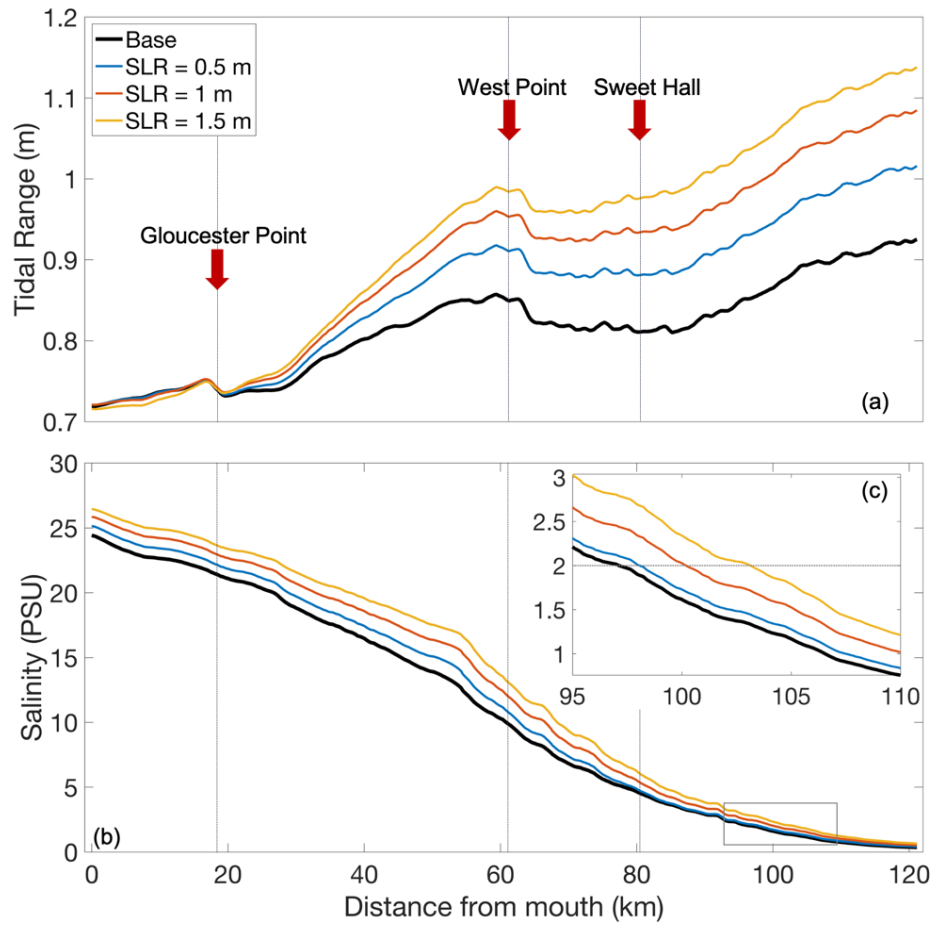 1.2
1.1
1
0.9
0.8
0.7
Tidal Range (m)
Base
SLR = 0.5 m
SLR = 1 m
SLR = 1.5 m
Gloucester Point
West Point
Sweet Hall
(a)
30
25
20
15
10
5
0
Salinity (PSU)
(b)
3
2.5
2
1.5
1
(c)
95 100 105 110
0 20 40 60 80 100 120
Distance from mouth (km)